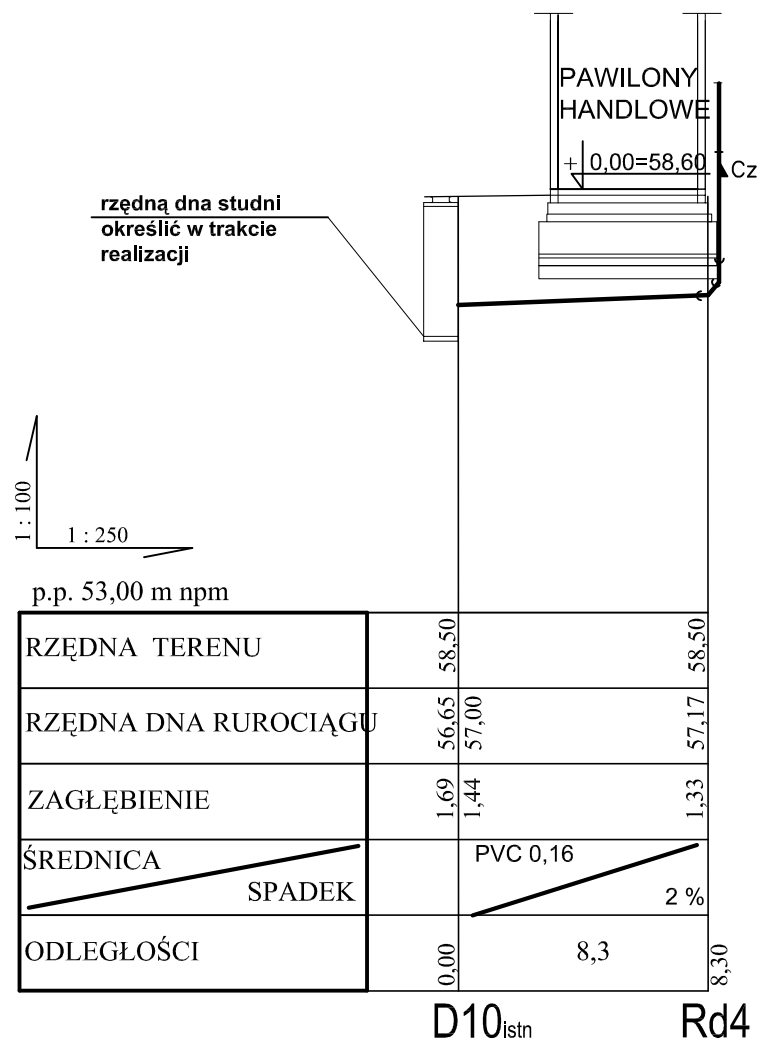 PAWILONY
HANDLOWE
+ 0,00=58,60
Cz
rzędną dna studni
określić w trakcie
realizacji
1 : 100
1 : 250
p.p. 53,00 m npm
RZĘDNA TERENU 58,50 58,50
RZĘDNA DNA RUROCIĄGU 56,65 57,00 57,17
ZAGŁĘBIENIE 1,69 1,44 1,33
ŚREDNICA PVC 0,16
SPADEK 2 %
ODLEGŁOŚCI 0,00 8,3 8,30
D10istn Rd4